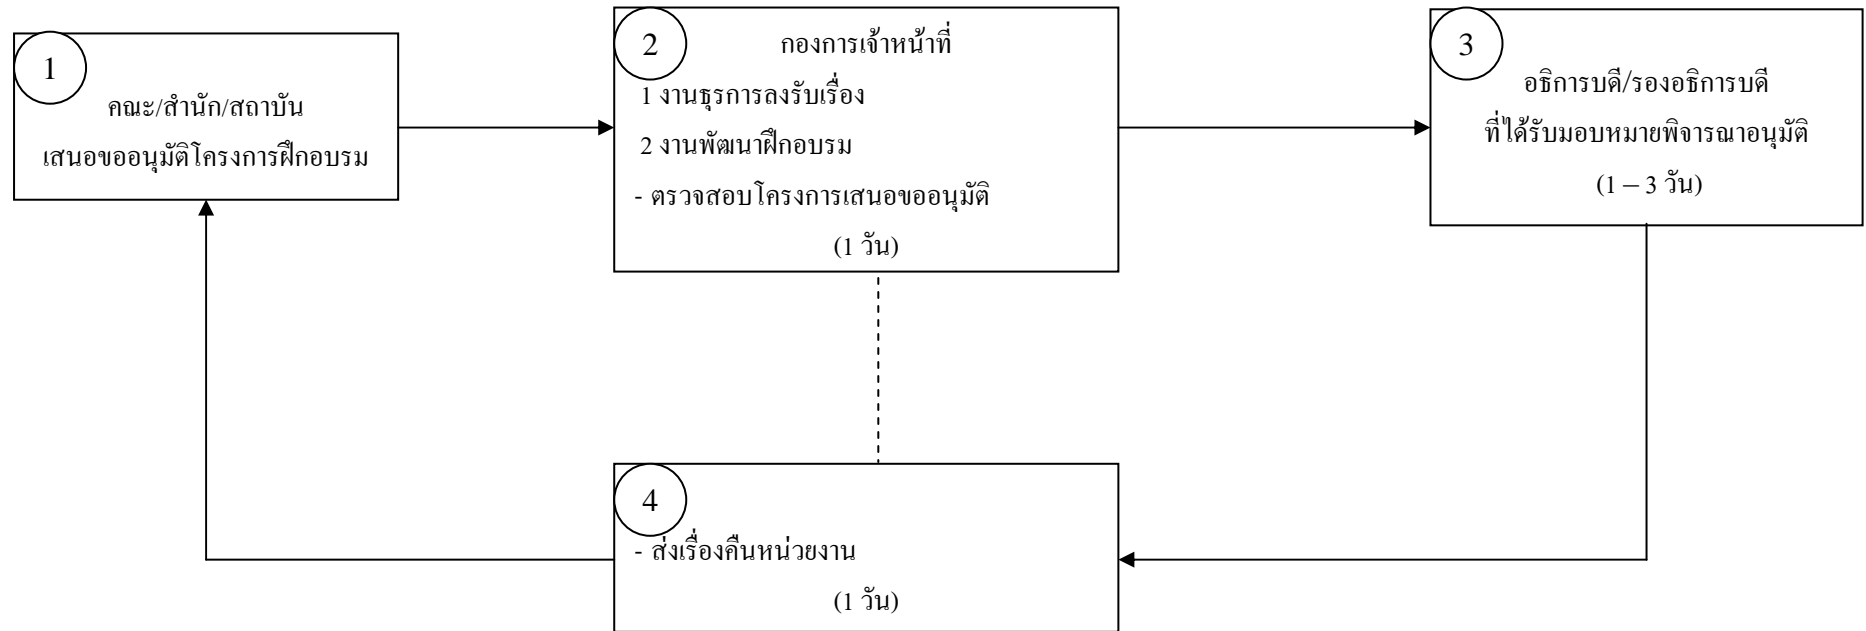 1
คณะ/สำนัก/สถาบัน
เสนอขออนุมัติโครงการฝึกอบรม
2
กองการเจ้าหน้าที่
1 งานธุรการลงรับเรื่อง
2 งานพัฒนาฝึกอบรม
- ตรวจสอบโครงการเสนอขออนุมัติ
(1 วัน)
3
อธิการบดี/รองอธิการบดี
ที่ได้รับมอบหมายพิจารณาอนุมัติ
(1 – 3 วัน)
4
- ส่งเรื่องคืนหน่วยงาน
(1 วัน)